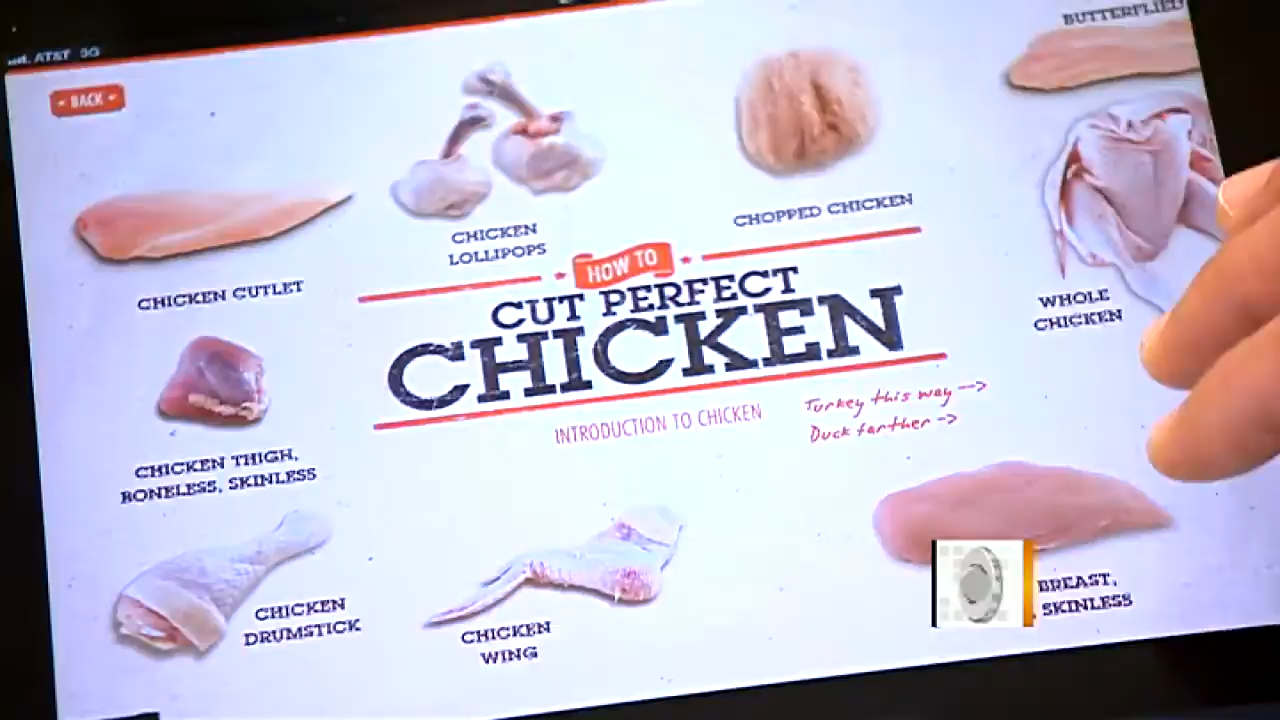 AT&T 3G
BACK
BUTTERFLIED
CHICKEN
LOLLIPOPS
CHOPPED CHICKEN
CHICKEN CUTLET
WHOLE
CHICKEN
HOW TO
CUT PERFECT
CHICKEN
INTRODUCTION TO CHICKEN
Turkey this way -->
Duck farther ->
CHICKEN THIGH,
BONELESS, SKINLESS
CHICKEN
DRUMSTICK
CHICKEN
WING
BREAST,
SKINLESS